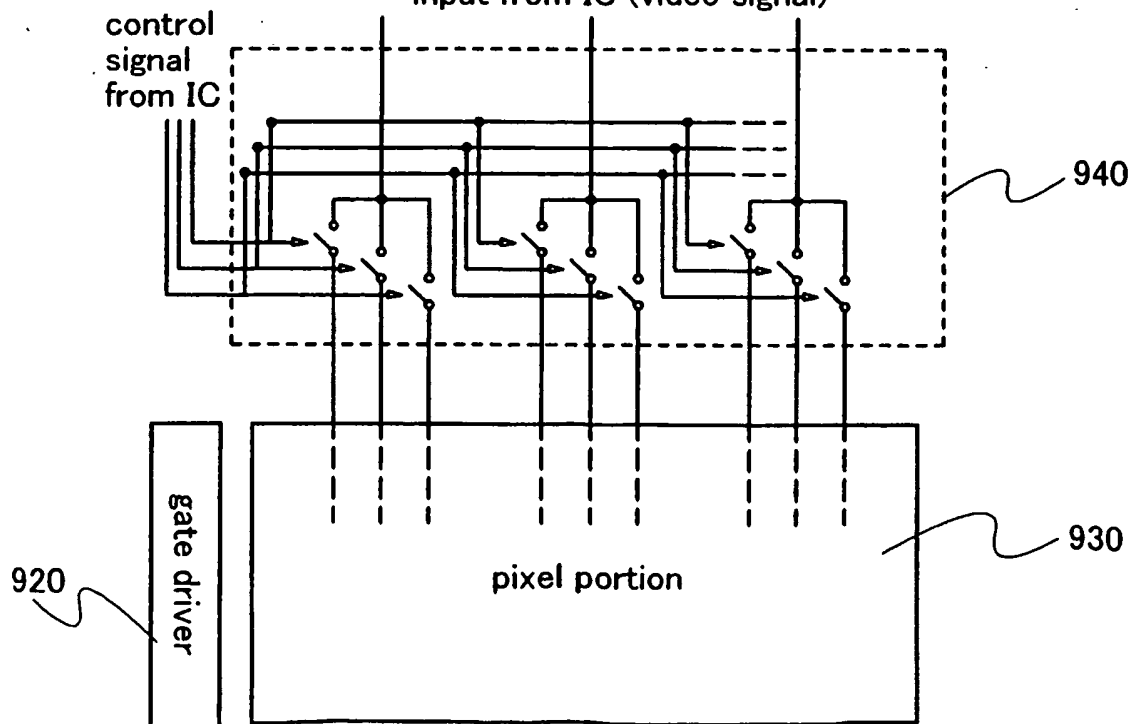 input from IC (video signal)
control
signal
from IC
940
gate driver
920
pixel portion
930